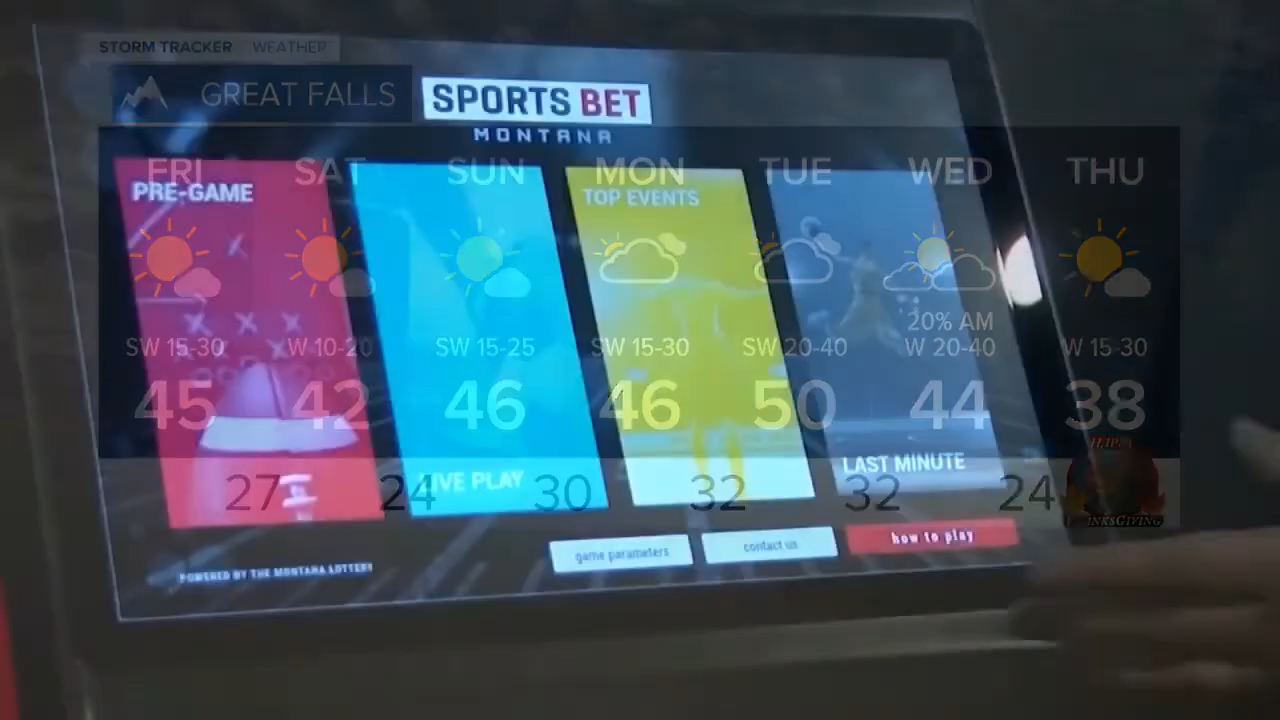 STORM TRACKER WEATHER
GREAT FALLS
SPORTS BET
MONTANA
FRI SAT SUN MON TUE WED THU
PRE-GAME
TOP EVENTS
20% AM
SW 15-30 W 10-20 SW 15-25 SW 15-30 SW 20-40 W 20-40 W 15-30
45 42 46 46 50 44 38
LIVE PLAY
LAST MINUTE
27 24 30 32 32 24
game parameters
contact us
how to play
POWERED BY THE MONTANA LOTTERY